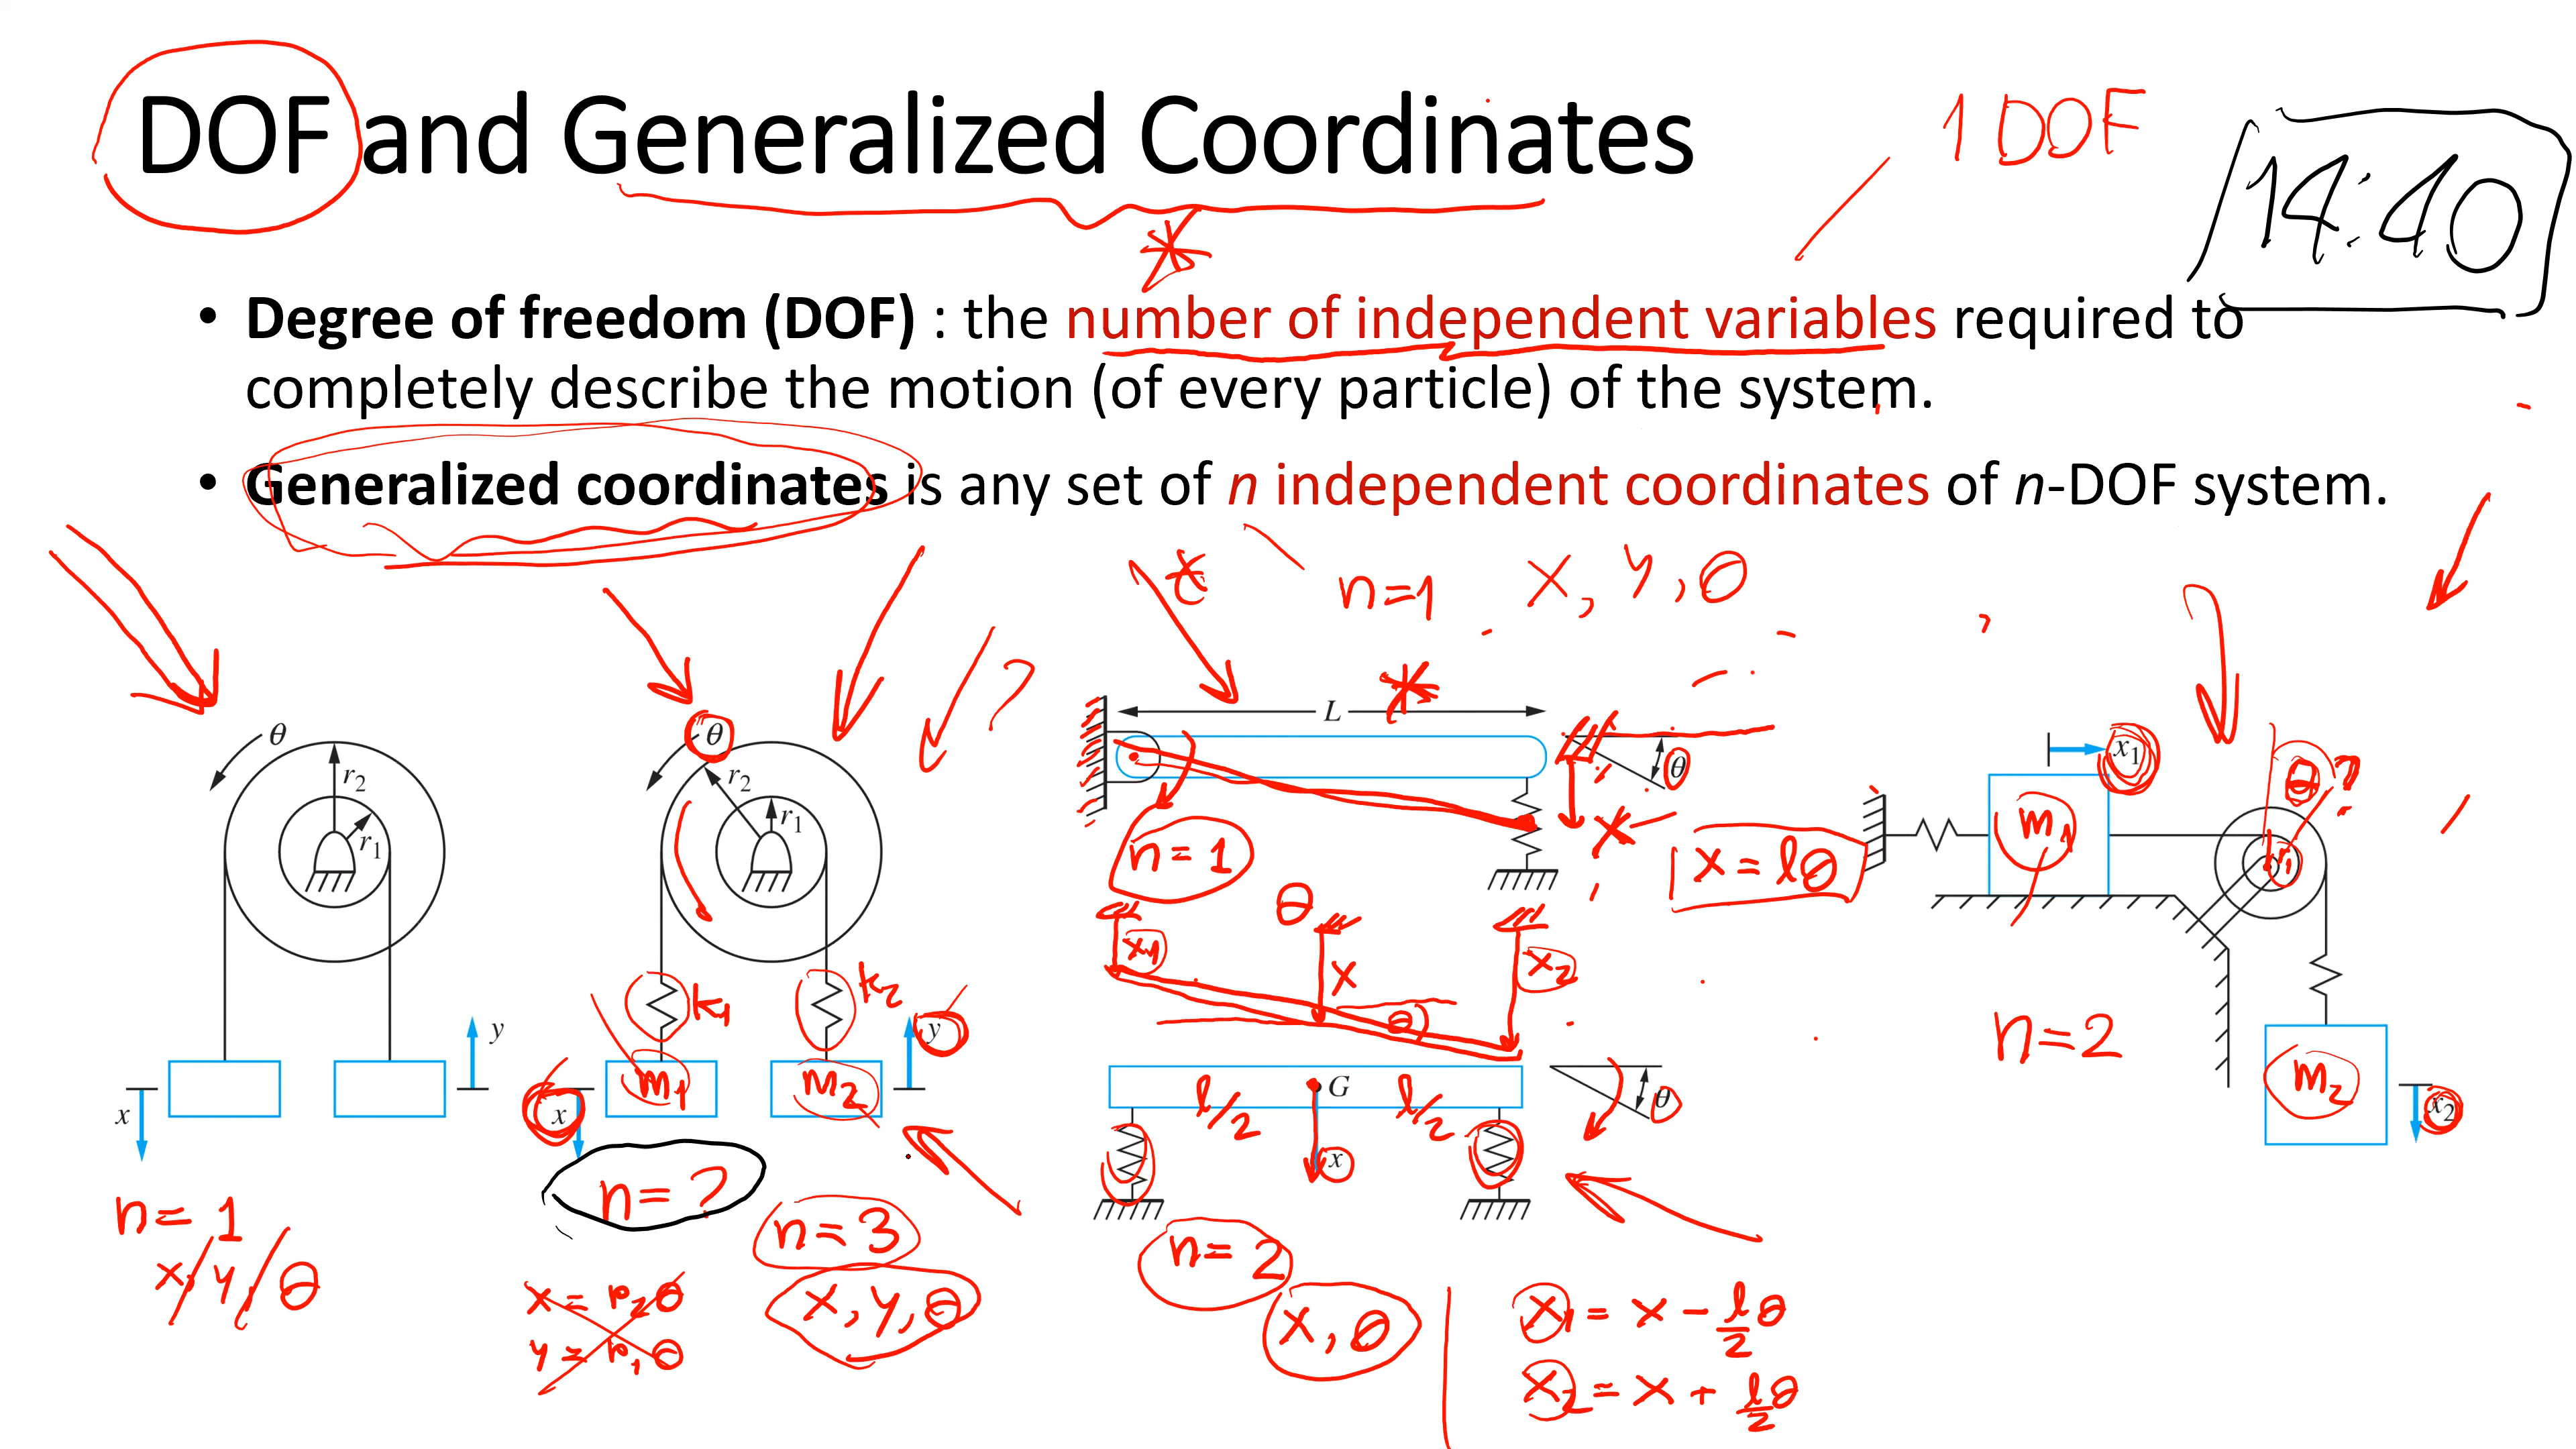 DOF and Generalized Coordinates
1 DOF
14:40
• Degree of freedom (DOF) : the number of independent variables required to
completely describe the motion (of every particle) of the system.
• Generalized coordinates is any set of n independent coordinates of n-DOF system.
n=1 x, y, θ
?
θ
r2
r1
y
x
n= 1
x/y/θ
θ
r2
r1
k1
k2
m1
m2
x
y
n= ?
n= 3
x= r2θ
y= r1θ
x, y, θ
L
θ
n= 1
x
x = lθ
θ
x1
x
x2
θ
l/2
G
l/2
x
θ
n= 2
x, θ
x1 = x - l/2 θ
x2 = x + l/2 θ
x1
m1
θ ?
r1
n=2
m2
x2